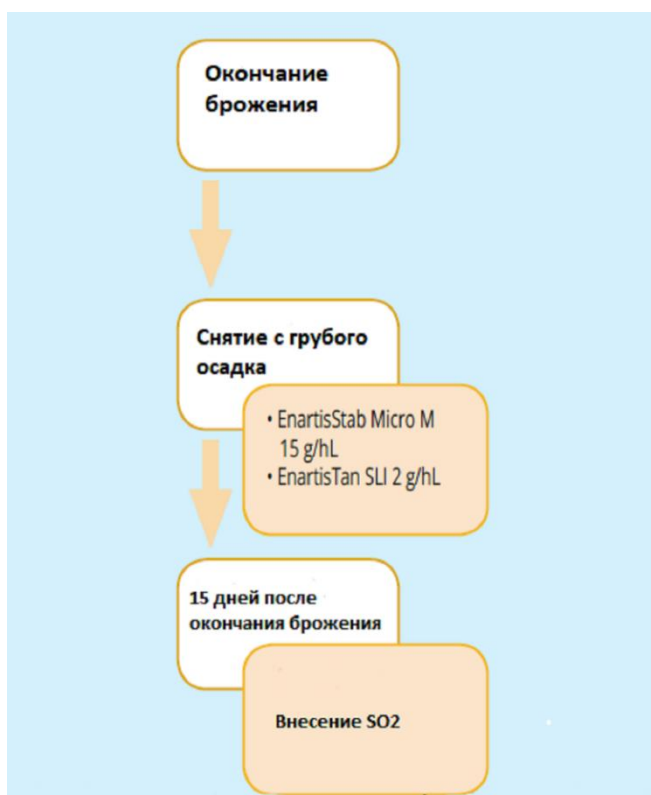 Окончание
брожения
Снятие с грубого
осадка
• EnartisStab Micro M
15 g/hL
• EnartisTan SLI 2 g/hL
15 дней после
окончания брожения
Внесение SO2